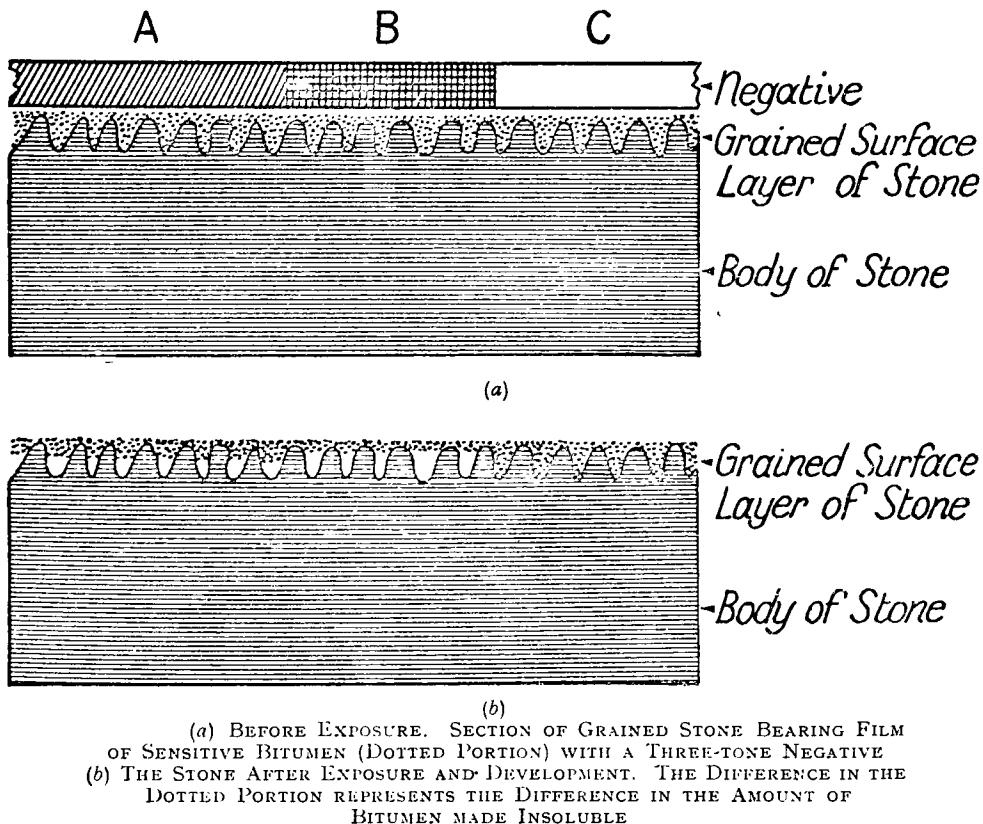 A B C
Negative
Grained Surface
Layer of Stone
Body of Stone
(a)
Grained Surface
Layer of Stone
Body of Stone
(b)
(a) BEFORE EXPOSURE. SECTION OF GRAINED STONE BEARING FILM
OF SENSITIVE BITUMEN (DOTTED PORTION) WITH A THREE-TONE NEGATIVE
(b) THE STONE AFTER EXPOSURE AND DEVELOPMENT. THE DIFFERENCE IN THE
DOTTED PORTION REPRESENTS THE DIFFERENCE IN THE AMOUNT OF
BITUMEN MADE INSOLUBLE